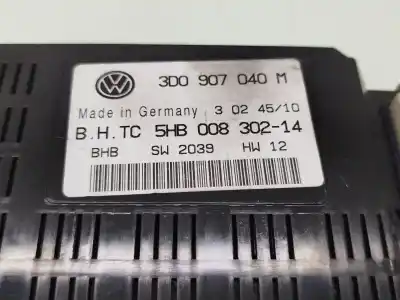 VW
3D0 907 040 M
Made in Germany 3 02 45/10
B.H.TC 5HB 008 302-14
BHB SW 2039 HW 12